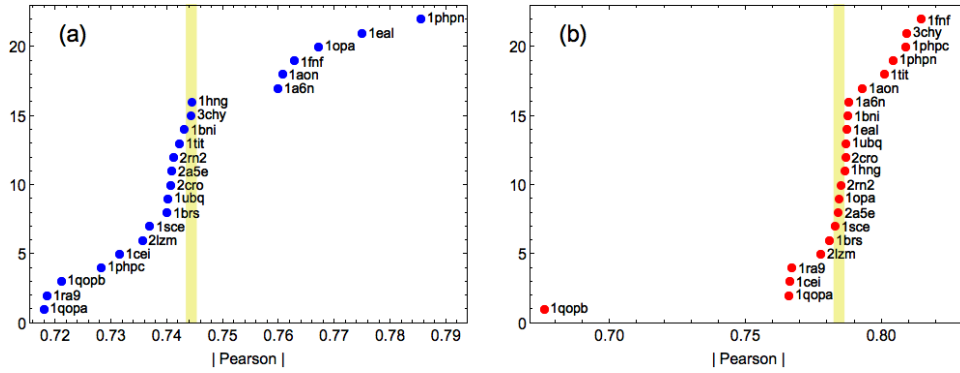 (a)
1phpn
1eal
20
1opa
1fnf
1aon
1a6n
1hng
15
3chy
1bni
1tit
2rn2
2a5e
10
2cro
1ubq
1brs
1sce
2lzm
5
1cei
1phpc
1qopb
1ra9
1qopa
0
0.72 0.73 0.74 0.75 0.76 0.77 0.78 0.79
| Pearson |
(b)
1fnf
3chy
20
1phpc
1phpn
1tit
1aon
1a6n
15
1bni
1eal
1ubq
2cro
1hng
10
2rn2
1opa
2a5e
1sce
1brs
2lzm
5
1ra9
1cei
1qopa
1qopb
0
0.70 0.75 0.80
| Pearson |